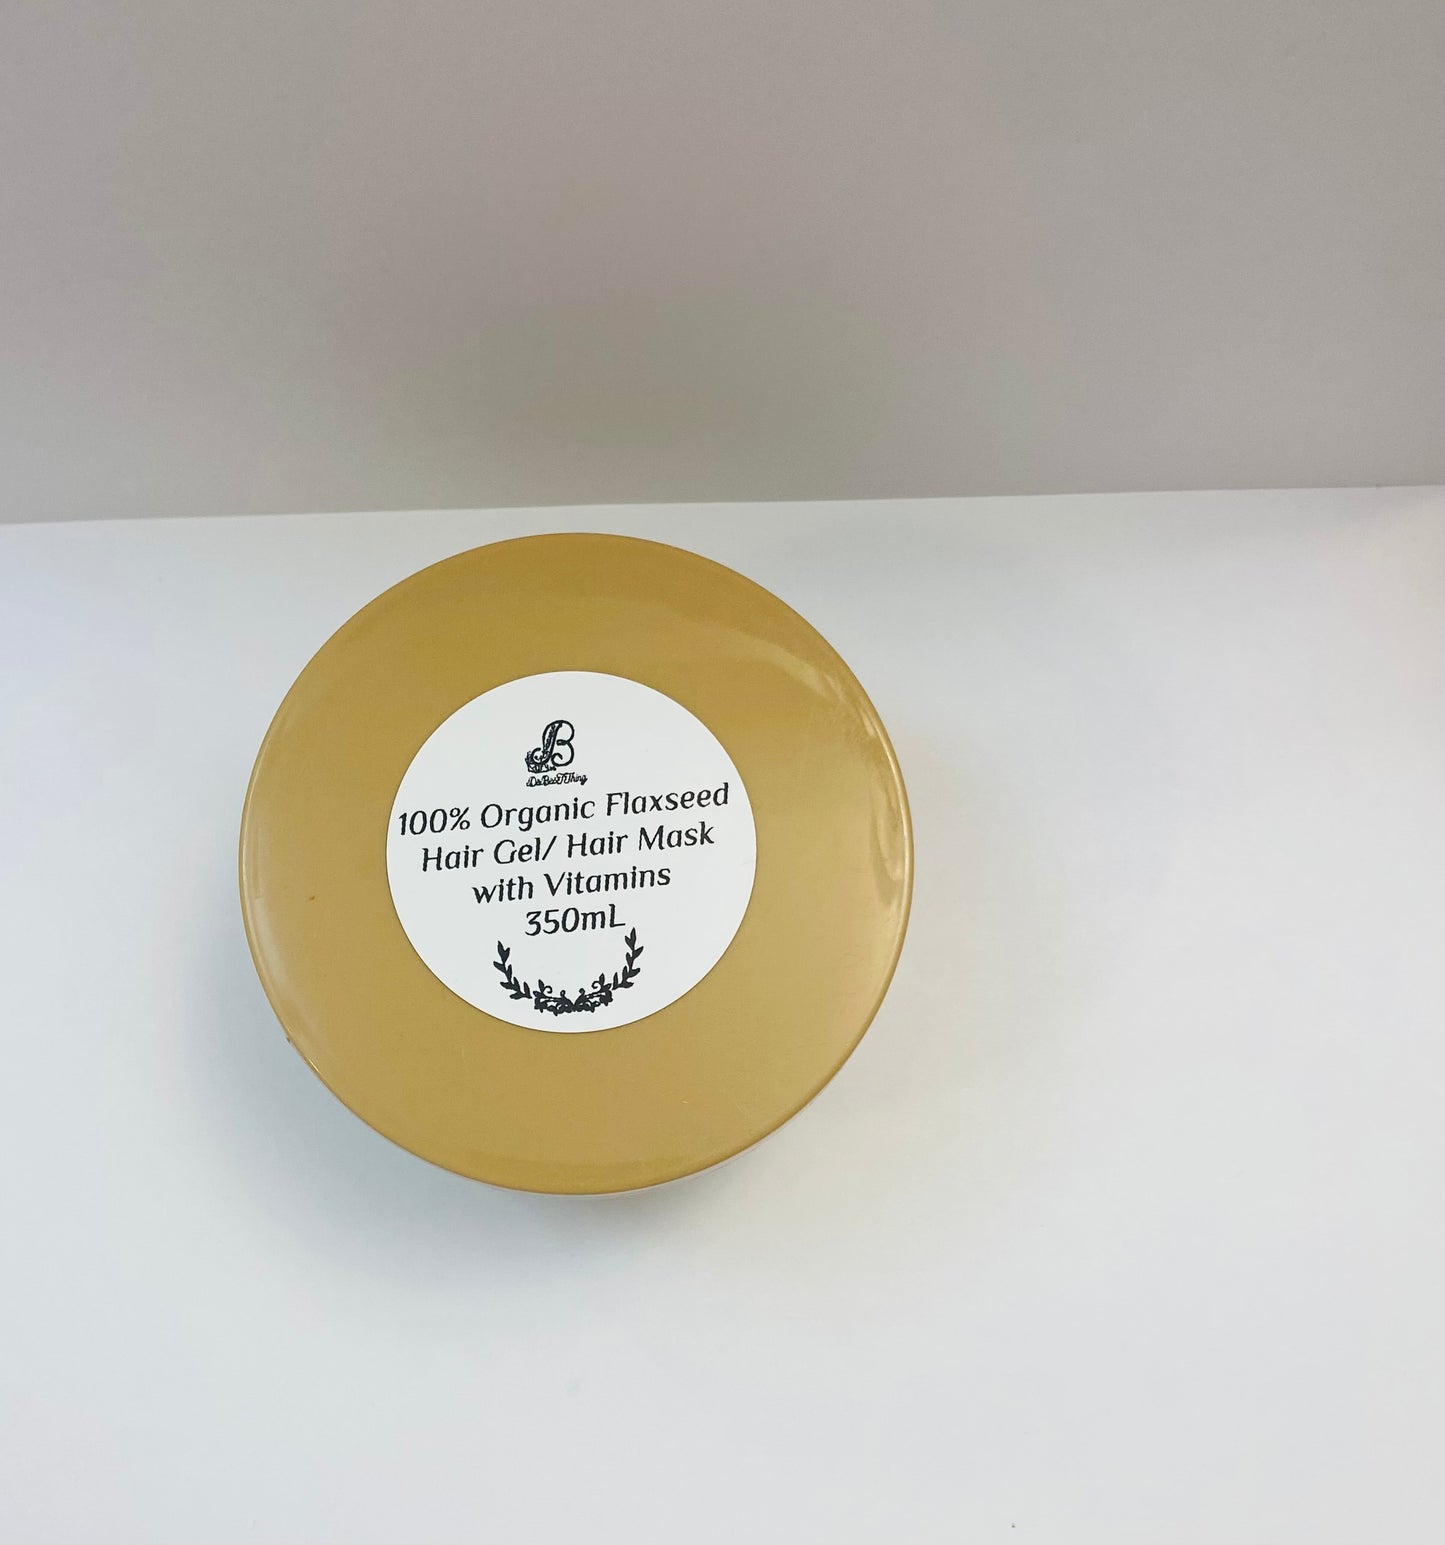 B
100% Organic Flaxseed
Hair Gel/ Hair Mask
with Vitamins
350mL